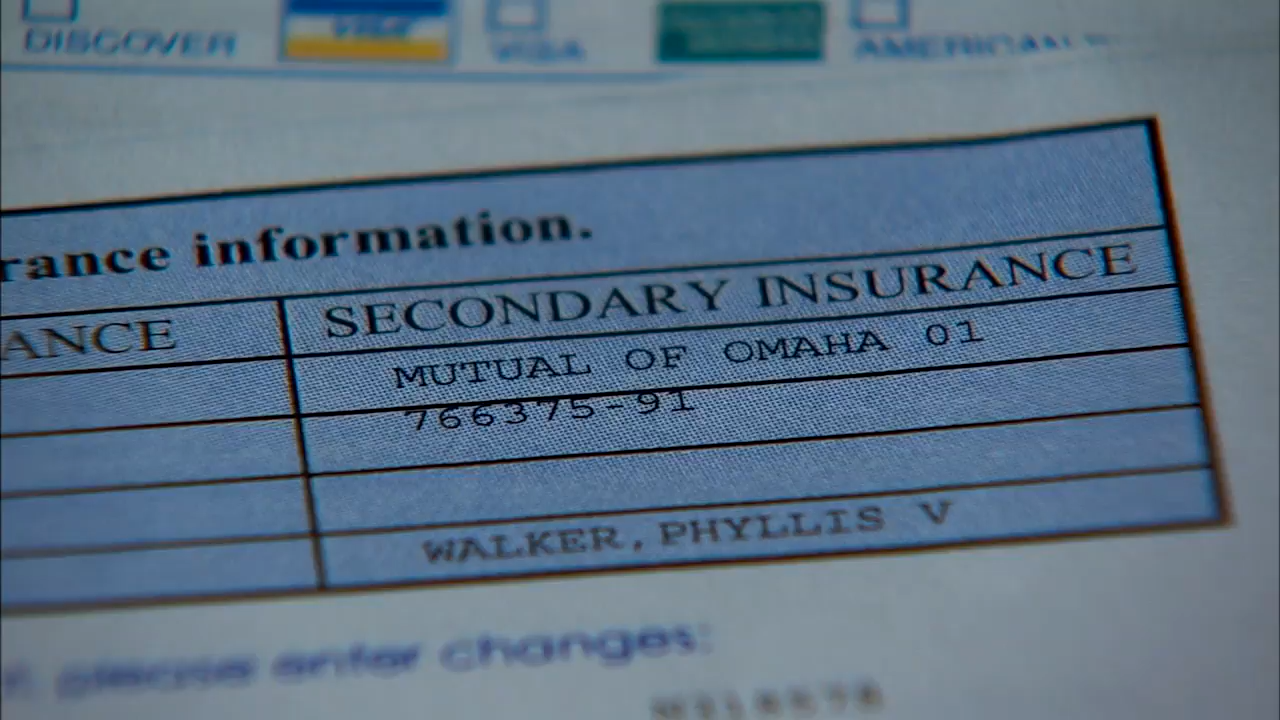 DISCOVER VISA VISA AMERICAN
rance information.
ANCE SECONDARY INSURANCE
MUTUAL OF OMAHA 01
766375-91
WALKER, PHYLLIS V
please enter changes: